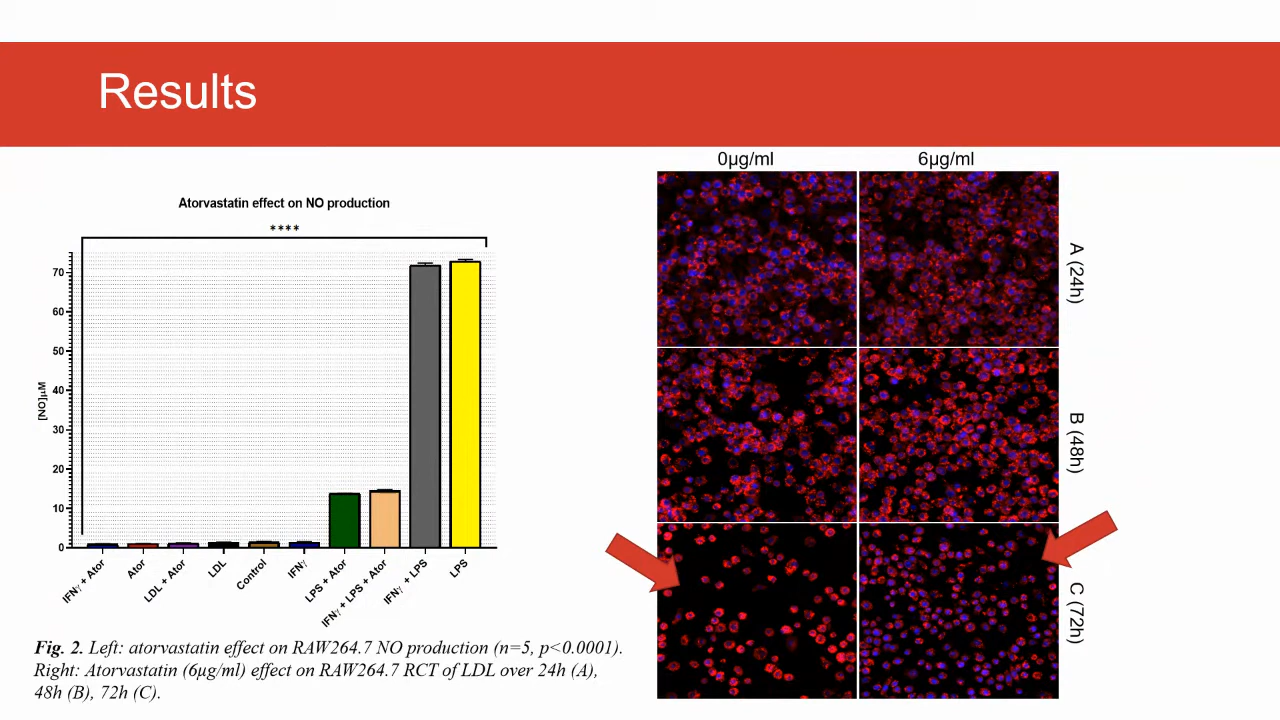 Results
0µg/ml
6µg/ml
Atorvastatin effect on NO production
****
70
60
50
40
30
20
10
0
[NO]µM
IFNγ + Ator
Ator
LDL + Ator
LDL
Control
IFNγ
LPS + Ator
IFNγ + LPS + Ator
IFNγ + LPS
LPS
A (24h)
B (48h)
C (72h)
Fig. 2. Left: atorvastatin effect on RAW264.7 NO production (n=5, p<0.0001).
Right: Atorvastatin (6µg/ml) effect on RAW264.7 RCT of LDL over 24h (A),
48h (B), 72h (C).